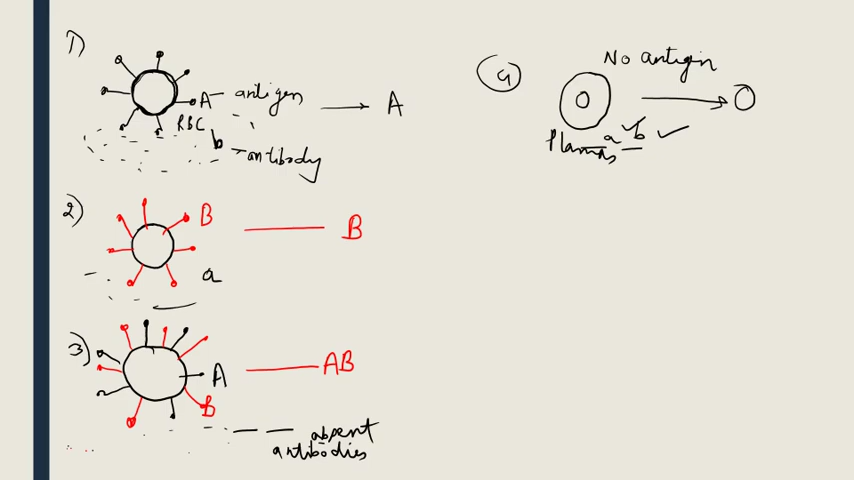 1)
A antigen → A
RBC
b
antibody
2)
B B
a
3)
A AB
B
absent
antibodies
4
No antigen
O O
a b ✓
Plasma